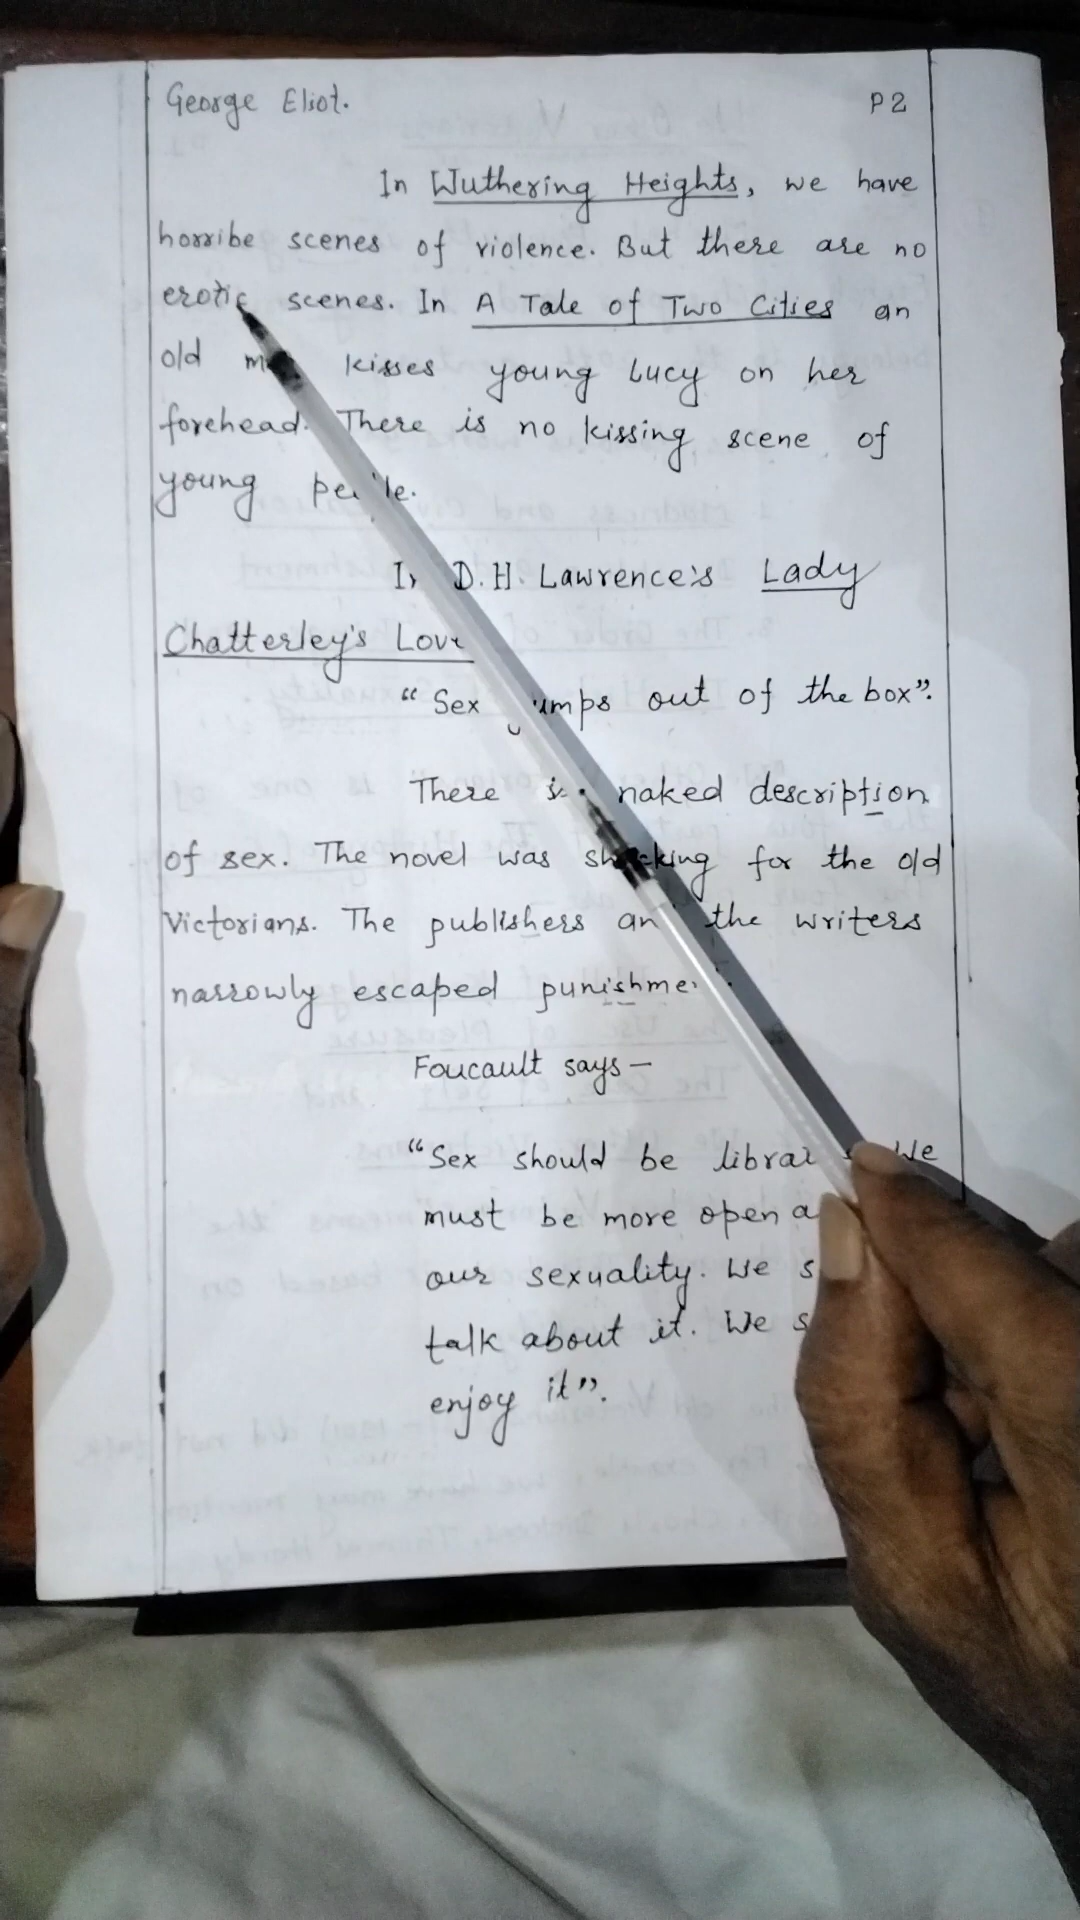 George Eliot.
P2
In Wuthering Heights, we have
horribe scenes of violence. But there are no
erotic scenes. In A Tale of Two Cities an
old kisses young Lucy on her
forehead. There is no kissing scene of
young
D.H. Lawrence's Lady
Chatterley's
"Sex jumps out of the box".
There is naked description
of sex. The novel was shocking for the old
Victorians. The publishers the writers
narrowly escaped
Foucault says –
"Sex should be We
must be more open
our sexuality. We
talk about it. We
enjoy it".